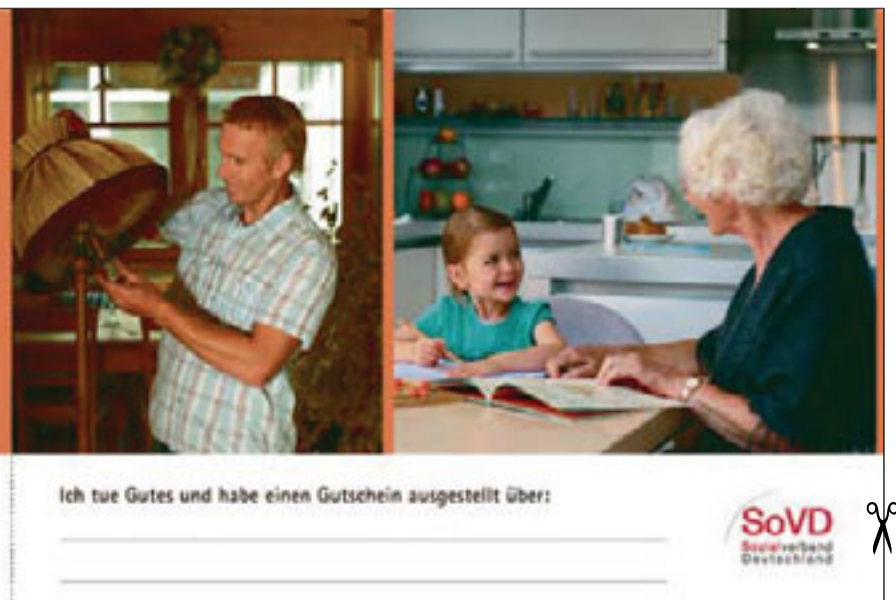 Ich tue Gutes und habe einen Gutschein ausgestellt über:
SoVD
Sozialverband
Deutschland